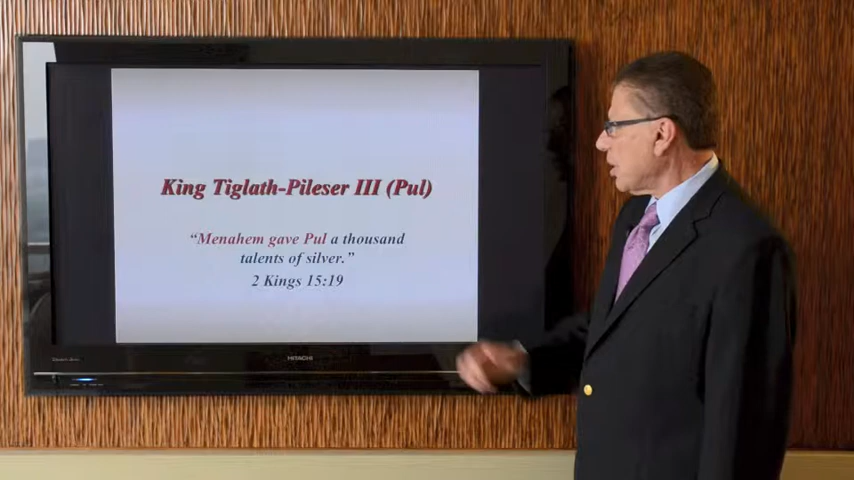 King Tiglath-Pileser III (Pul)
“Menahem gave Pul a thousand
talents of silver.”
2 Kings 15:19
HITACHI